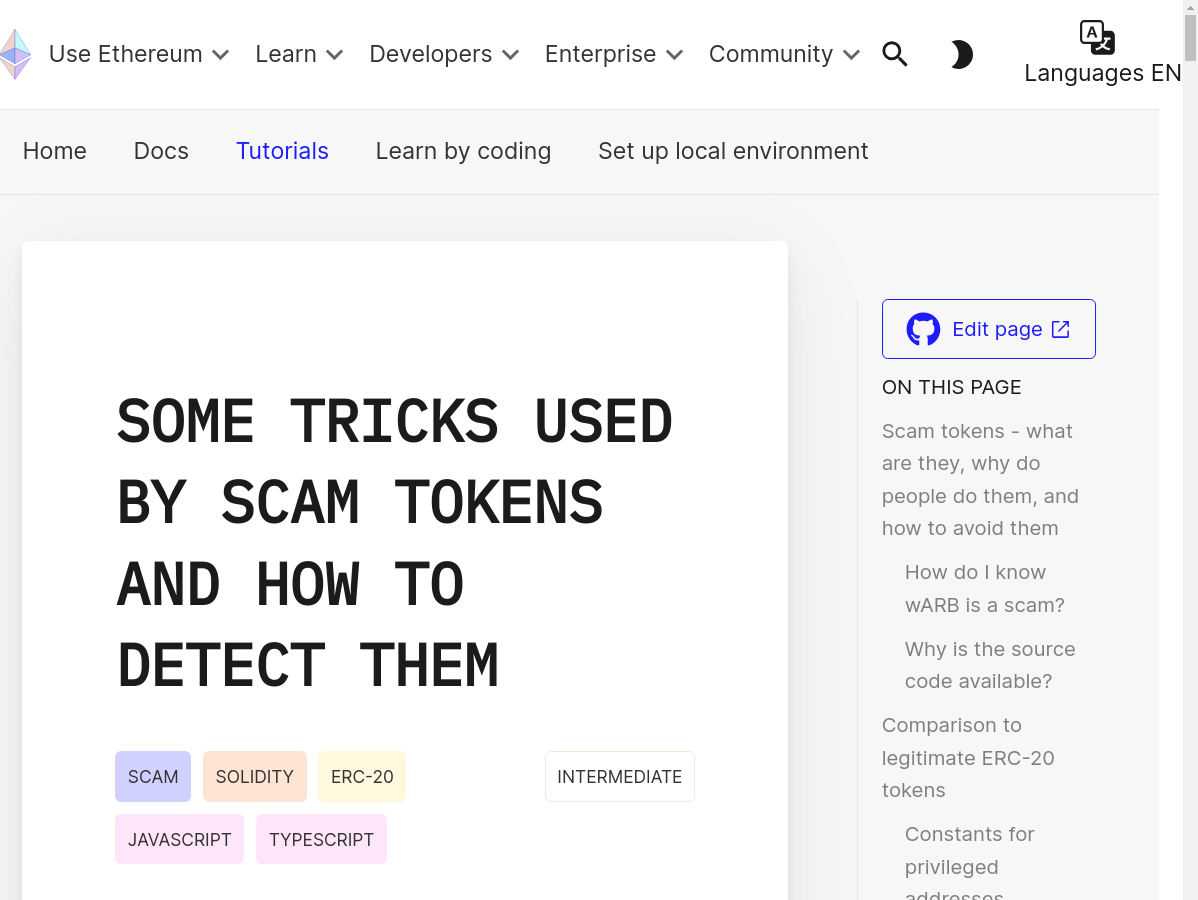 Use Ethereum Learn Developers Enterprise Community
Languages EN
Home Docs Tutorials Learn by coding Set up local environment
SOME TRICKS USED
BY SCAM TOKENS
AND HOW TO
DETECT THEM
SCAM SOLIDITY ERC-20 INTERMEDIATE
JAVASCRIPT TYPESCRIPT
Edit page
ON THIS PAGE
Scam tokens - what
are they, why do
people do them, and
how to avoid them
How do I know
wARB is a scam?
Why is the source
code available?
Comparison to
legitimate ERC-20
tokens
Constants for
privileged
addresses